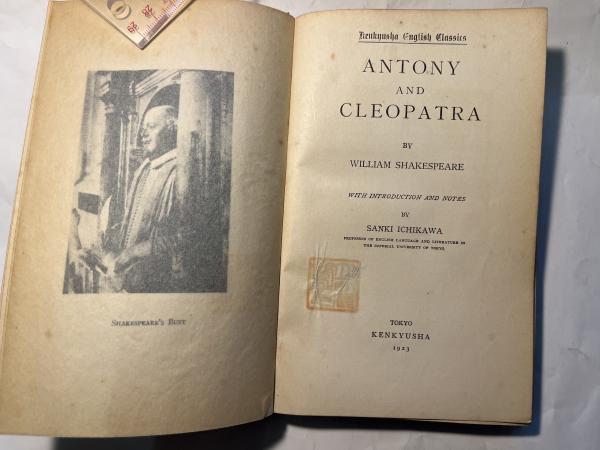 SHAKESPEARE'S BUST
Kenkyusha English Classics
ANTONY
AND
CLEOPATRA
BY
WILLIAM SHAKESPEARE
WITH INTRODUCTION AND NOTES
BY
SANKI ICHIKAWA
PROFESSOR OF ENGLISH LANGUAGE AND LITERATURE IN
THE IMPERIAL UNIVERSITY OF TOKYO.
TOKYO
KENKYUSHA
1923